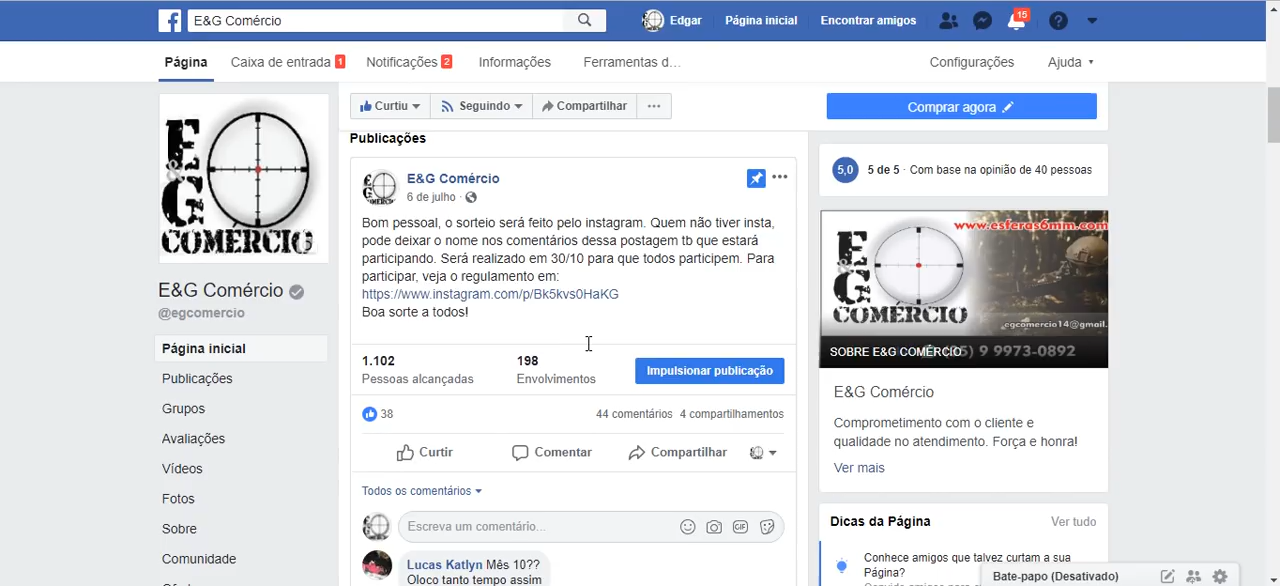 E&G Comércio
Edgar
Página inicial
Encontrar amigos
15
Página
Caixa de entrada 1
Notificações 2
Informações
Ferramentas d...
Configurações
Ajuda
E
&
G
COMÉRCIO
E&G Comércio
@egcomercio
Página inicial
Publicações
Grupos
Avaliações
Vídeos
Fotos
Sobre
Comunidade
Curtiu
Seguindo
Compartilhar
Publicações
E&G Comércio
6 de julho
Bom pessoal, o sorteio será feito pelo instagram. Quem não tiver insta,
pode deixar o nome nos comentários dessa postagem tb que estará
participando. Será realizado em 30/10 para que todos participem. Para
participar, veja o regulamento em:
https://www.instagram.com/p/Bk5kvs0HaKG
Boa sorte a todos!
1.102
Pessoas alcançadas
198
Envolvimentos
Impulsionar publicação
38
44 comentários 4 compartilhamentos
Curtir
Comentar
Compartilhar
Todos os comentários
Escreva um comentário...
GIF
Lucas Katlyn Mês 10??
Oloco tanto tempo assim
Comprar agora
5,0
5 de 5 · Com base na opinião de 40 pessoas
www.esferas6mm.com
E
&
G
COMÉRCIO
egcomercio14@gmail.
SOBRE E&G COMÉRCIO
5) 9 9973-0892
E&G Comércio
Comprometimento com o cliente e
qualidade no atendimento. Força e honra!
Ver mais
Dicas da Página
Ver tudo
Conhece amigos que talvez curtam a sua
Página?
Bate-papo (Desativado)